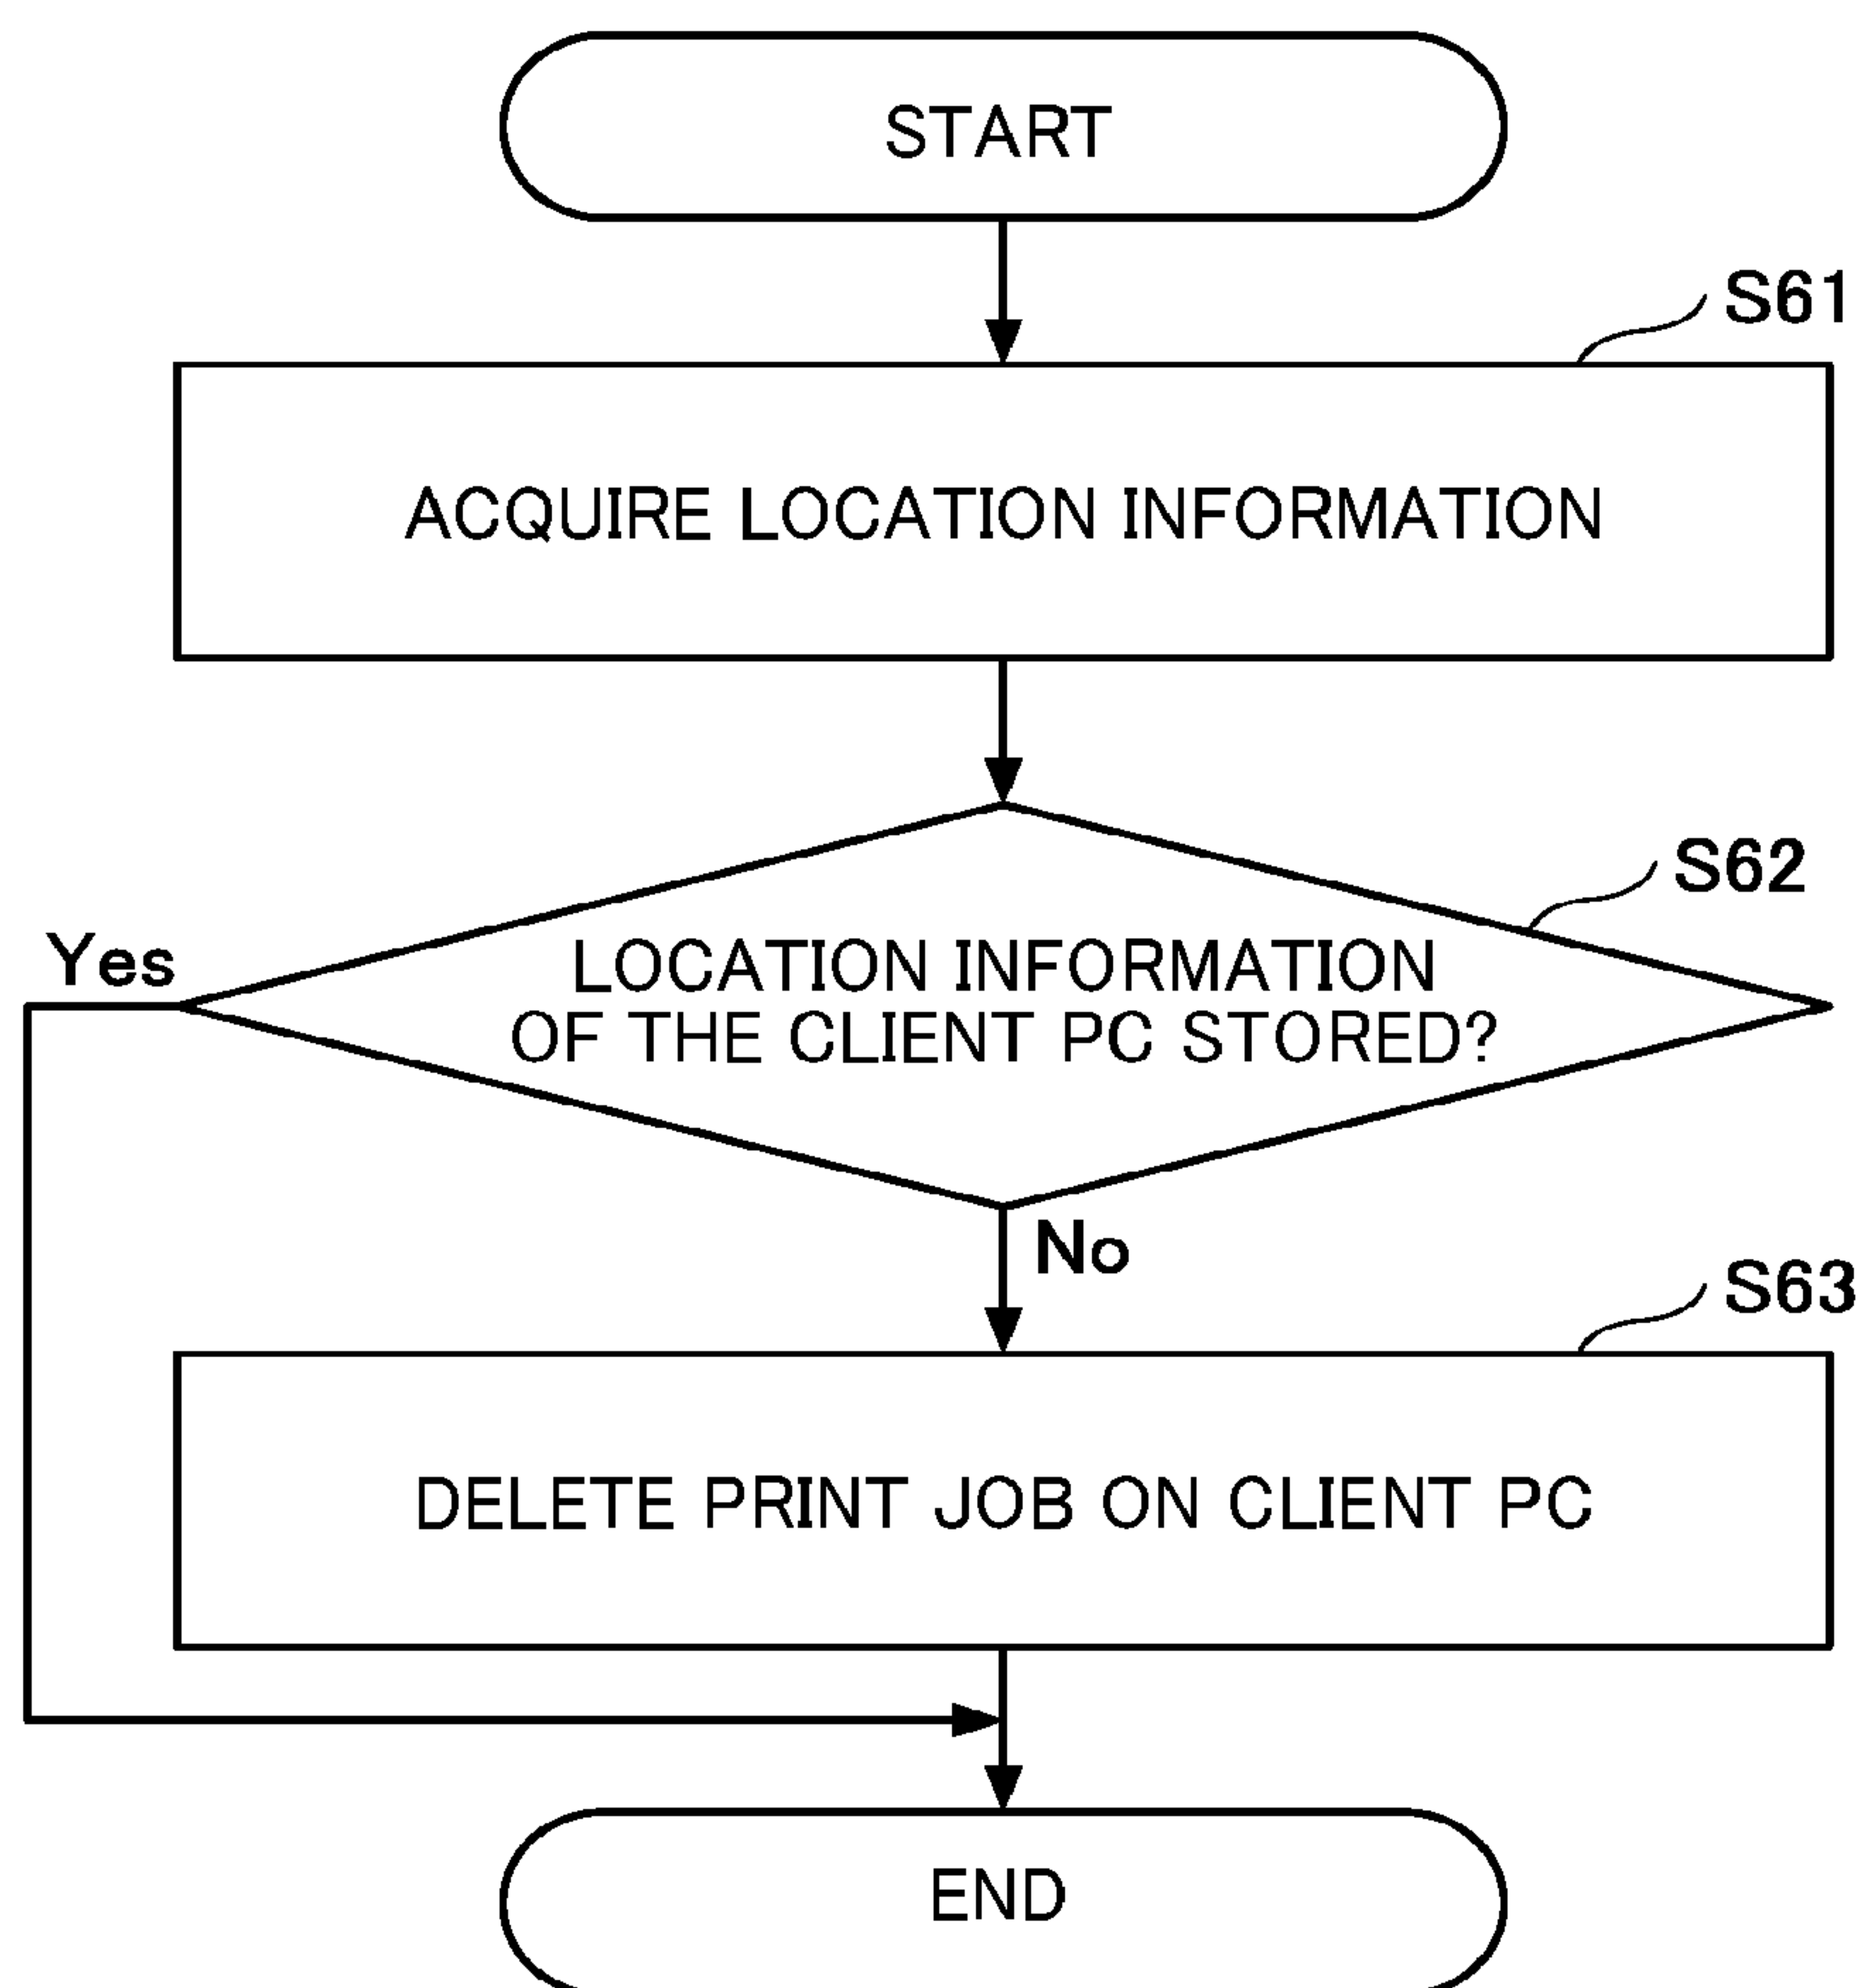 START
S61
ACQUIRE LOCATION INFORMATION
S62
Yes
LOCATION INFORMATION
OF THE CLIENT PC STORED?
No
S63
DELETE PRINT JOB ON CLIENT PC
END